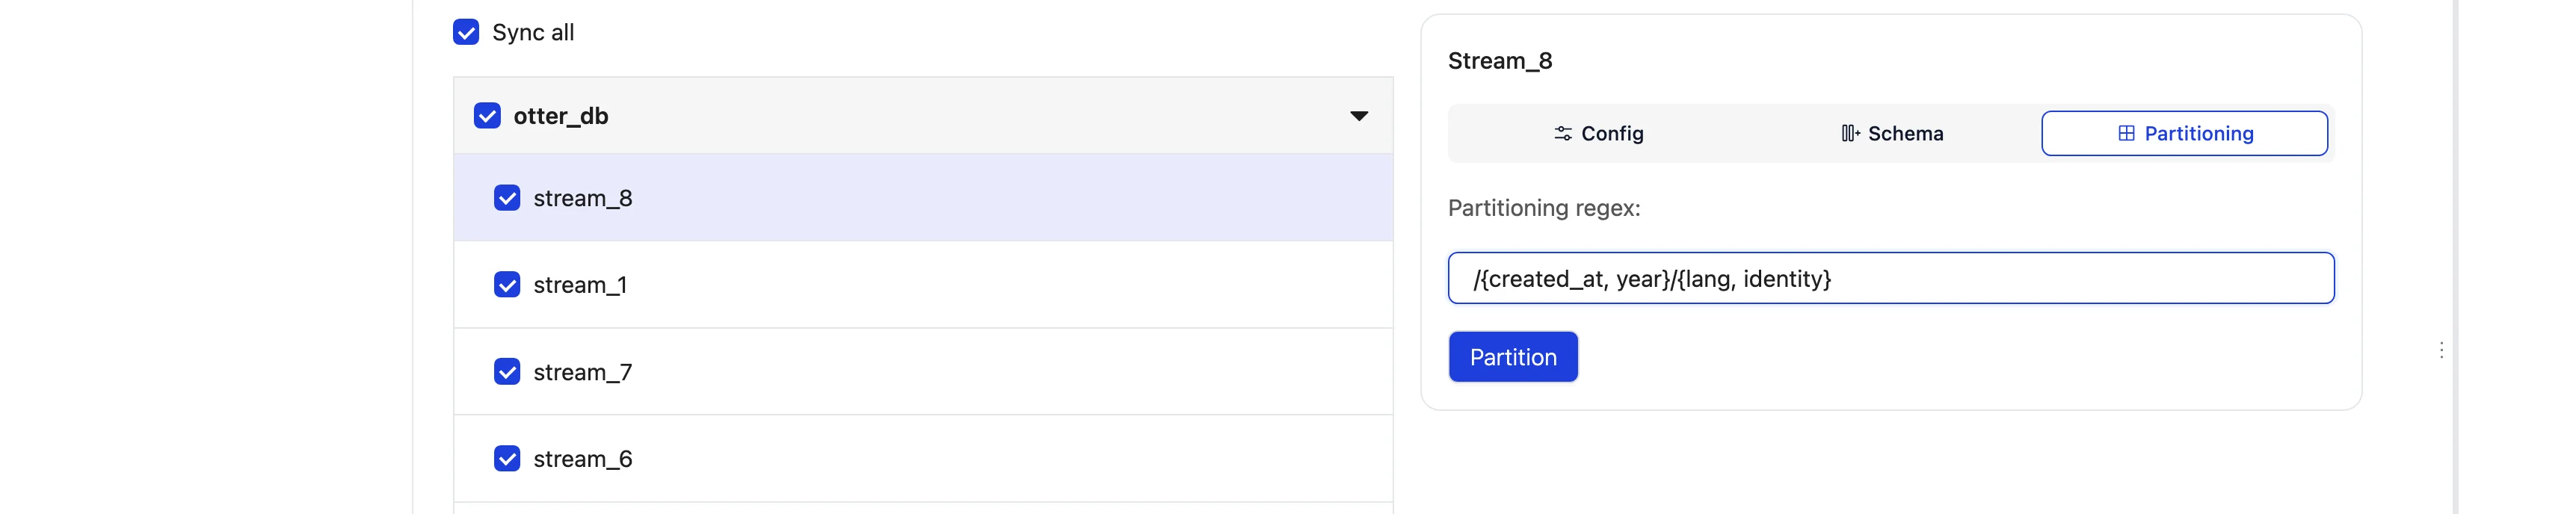 Sync all
otter_db
stream_8
stream_1
stream_7
stream_6
Stream_8
Config
Schema
Partitioning
Partitioning regex:
/{created_at, year}/{lang, identity}
Partition